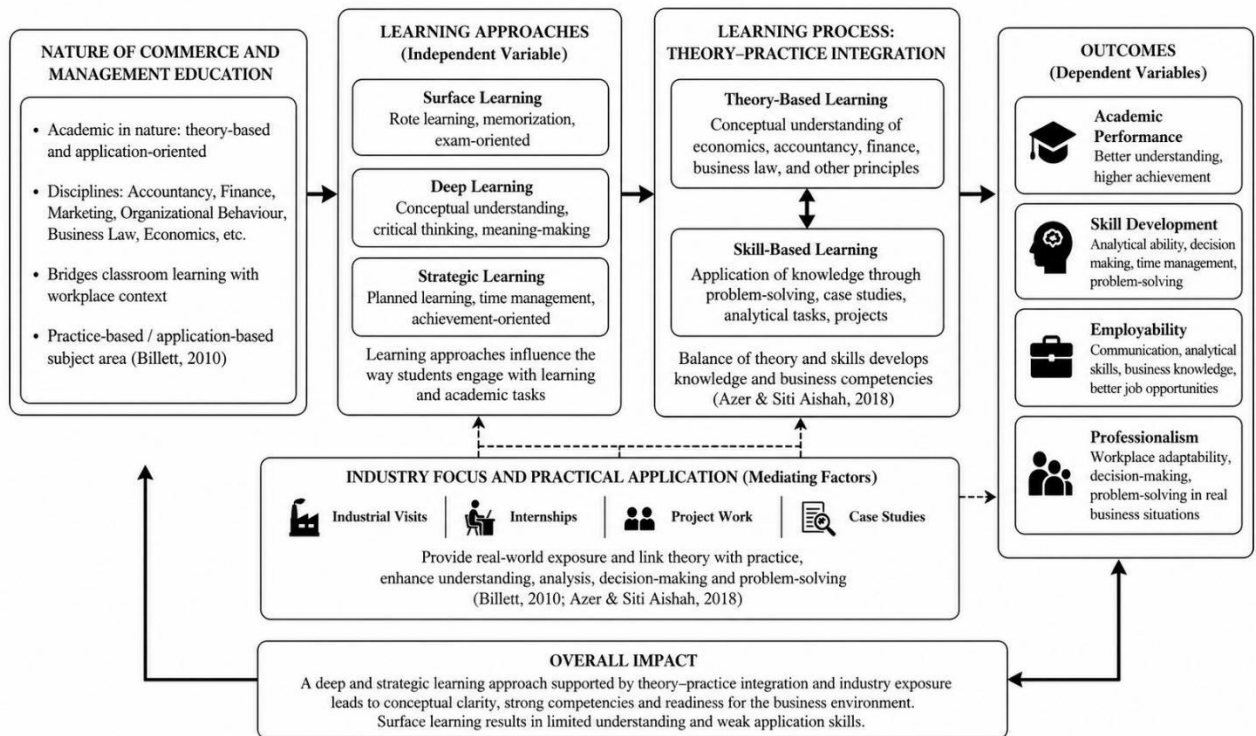 NATURE OF COMMERCE AND
MANAGEMENT EDUCATION
• Academic in nature: theory-based
and application-oriented
• Disciplines: Accountancy, Finance,
Marketing, Organizational Behaviour,
Business Law, Economics, etc.
• Bridges classroom learning with
workplace context
• Practice-based / application-based
subject area (Billett, 2010)
LEARNING APPROACHES
(Independent Variable)
Surface Learning
Rote learning, memorization,
exam-oriented
Deep Learning
Conceptual understanding,
critical thinking, meaning-making
Strategic Learning
Planned learning, time management,
achievement-oriented
Learning approaches influence the
way students engage with learning
and academic tasks
LEARNING PROCESS:
THEORY–PRACTICE INTEGRATION
Theory-Based Learning
Conceptual understanding of
economics, accountancy, finance,
business law, and other principles
Skill-Based Learning
Application of knowledge through
problem-solving, case studies,
analytical tasks, projects
Balance of theory and skills develops
knowledge and business competencies
(Azer & Siti Aishah, 2018)
OUTCOMES
(Dependent Variables)
Academic
Performance
Better understanding,
higher achievement
Skill Development
Analytical ability, decision
making, time management,
problem-solving
Employability
Communication, analytical
skills, business knowledge,
better job opportunities
Professionalism
Workplace adaptability,
decision-making,
problem-solving in real
business situations
INDUSTRY FOCUS AND PRACTICAL APPLICATION (Mediating Factors)
Industrial Visits
Internships
Project Work
Case Studies
Provide real-world exposure and link theory with practice,
enhance understanding, analysis, decision-making and problem-solving
(Billett, 2010; Azer & Siti Aishah, 2018)
OVERALL IMPACT
A deep and strategic learning approach supported by theory–practice integration and industry exposure
leads to conceptual clarity, strong competencies and readiness for the business environment.
Surface learning results in limited understanding and weak application skills.